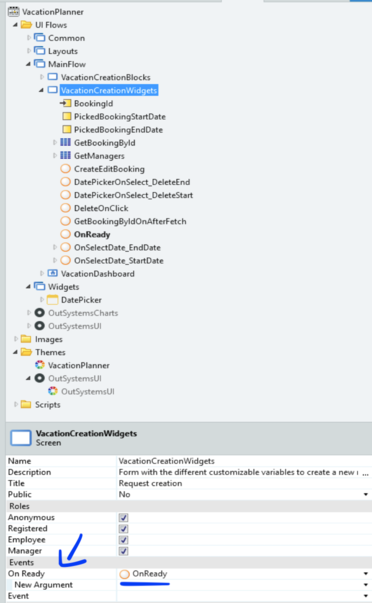 VacationPlanner
UI Flows
Common
Layouts
MainFlow
VacationCreationBlocks
VacationCreationWidgets
BookingId
PickedBookingStartDate
PickedBookingEndDate
GetBookingById
GetManagers
CreateEditBooking
DatePickerOnSelect_DeleteEnd
DatePickerOnSelect_DeleteStart
DeleteOnClick
GetBookingByIdOnAfterFetch
OnReady
OnSelectDate_EndDate
OnSelectDate_StartDate
VacationDashboard
Widgets
DatePicker
OutSystemsCharts
OutSystemsUI
Images
Themes
VacationPlanner
OutSystemsUI
OutSystemsUI
Scripts
VacationCreationWidgets
Screen
Name VacationCreationWidgets
Description Form with the different customizable variables to create a new ...
Title Request creation
Public No
Roles
Anonymous
Registered
Employee
Manager
Events
On Ready OnReady
New Argument
Event